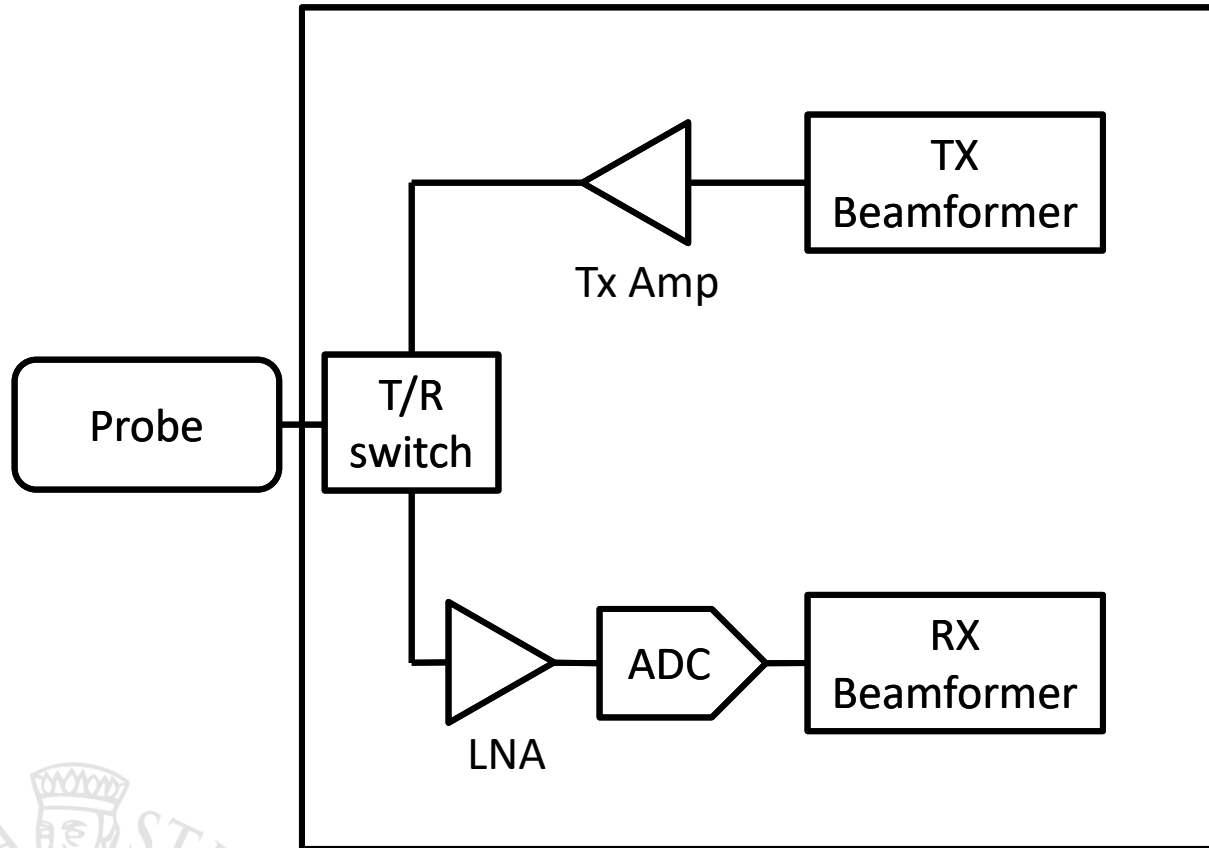 TX
Beamformer
Tx Amp
Probe
T/R
switch
ADC
RX
Beamformer
LNA